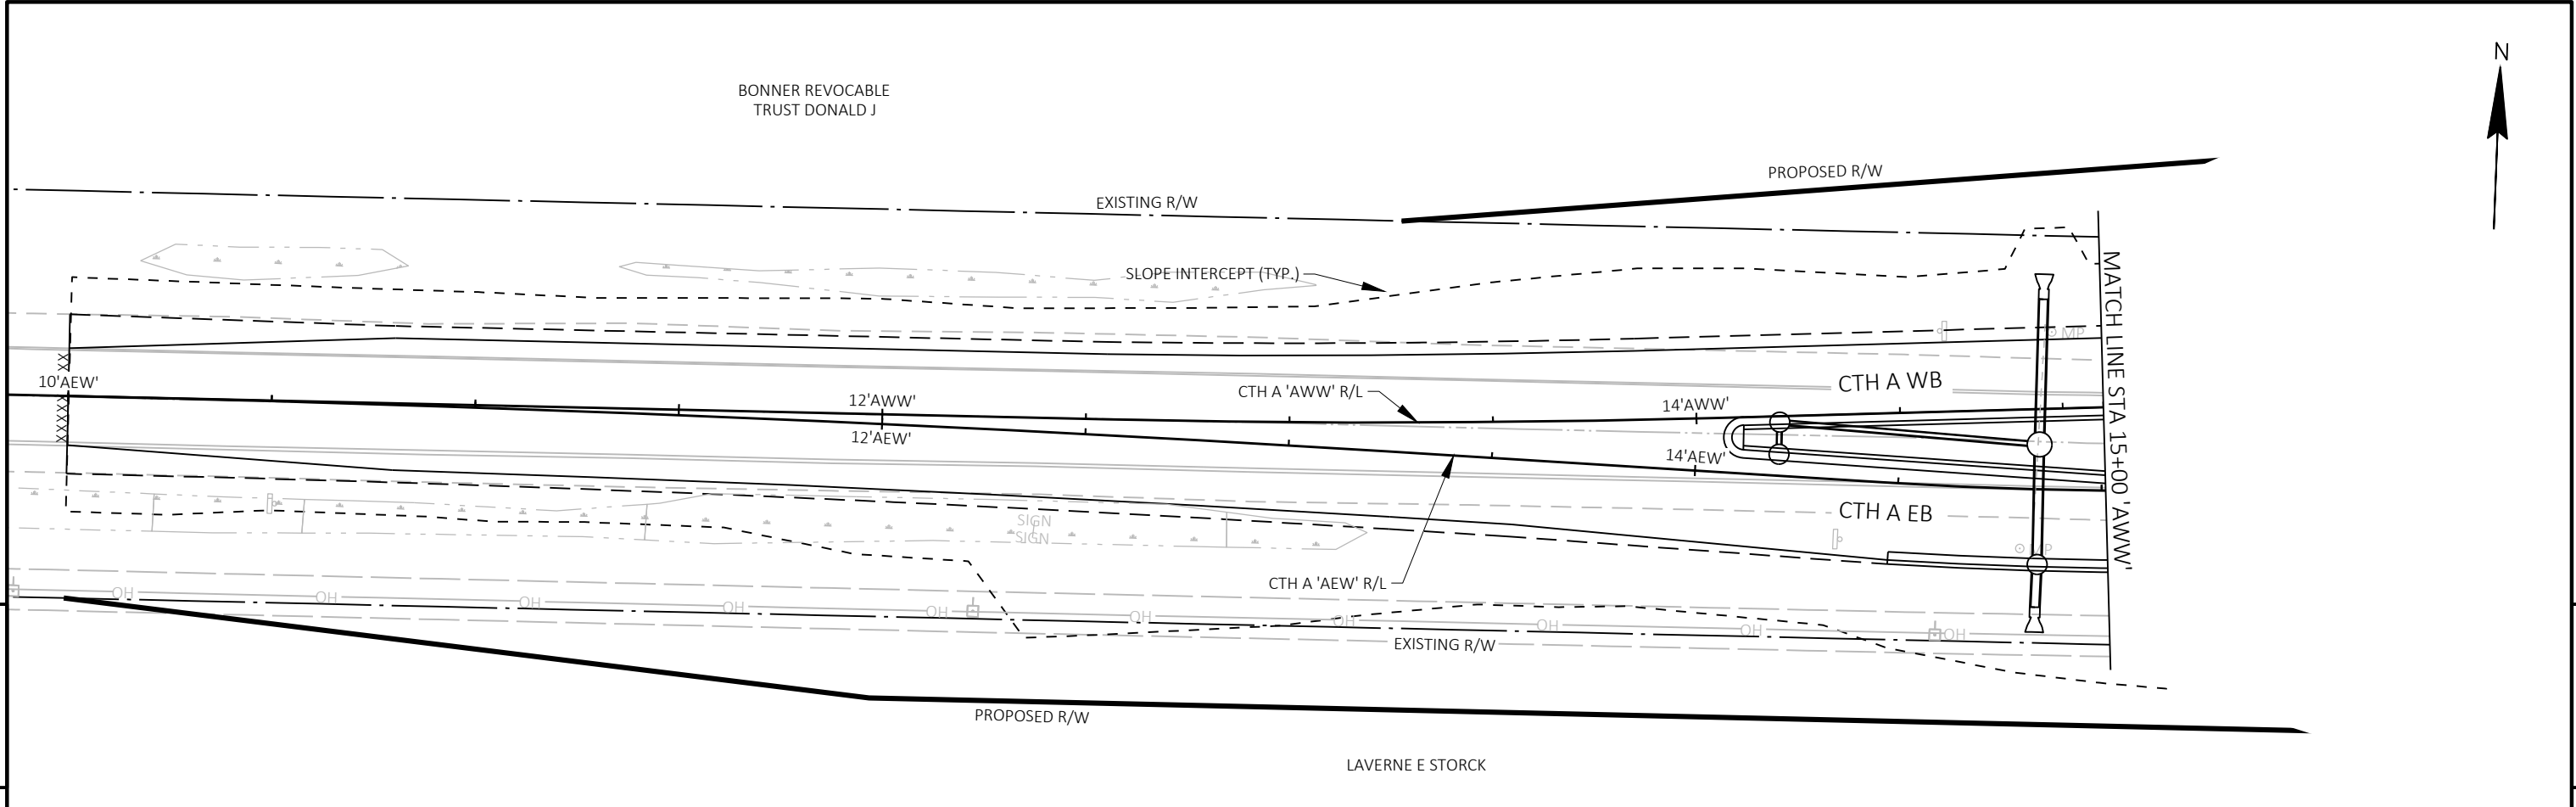 N
BONNER REVOCABLE
TRUST DONALD J
PROPOSED R/W
EXISTING R/W
SLOPE INTERCEPT (TYP.)
MATCH LINE STA 15+00 'AWW'
MP
10'AEW'
CTH A 'AWW' R/L
CTH A WB
12'AWW'
14'AWW'
12'AEW'
14'AEW'
CTH A EB
SIGN
SIGN
MP
CTH A 'AEW' R/L
OH
OH
OH
OH
OH
OH
OH
OH
OH
OH
EXISTING R/W
PROPOSED R/W
LAVERNE E STORCK